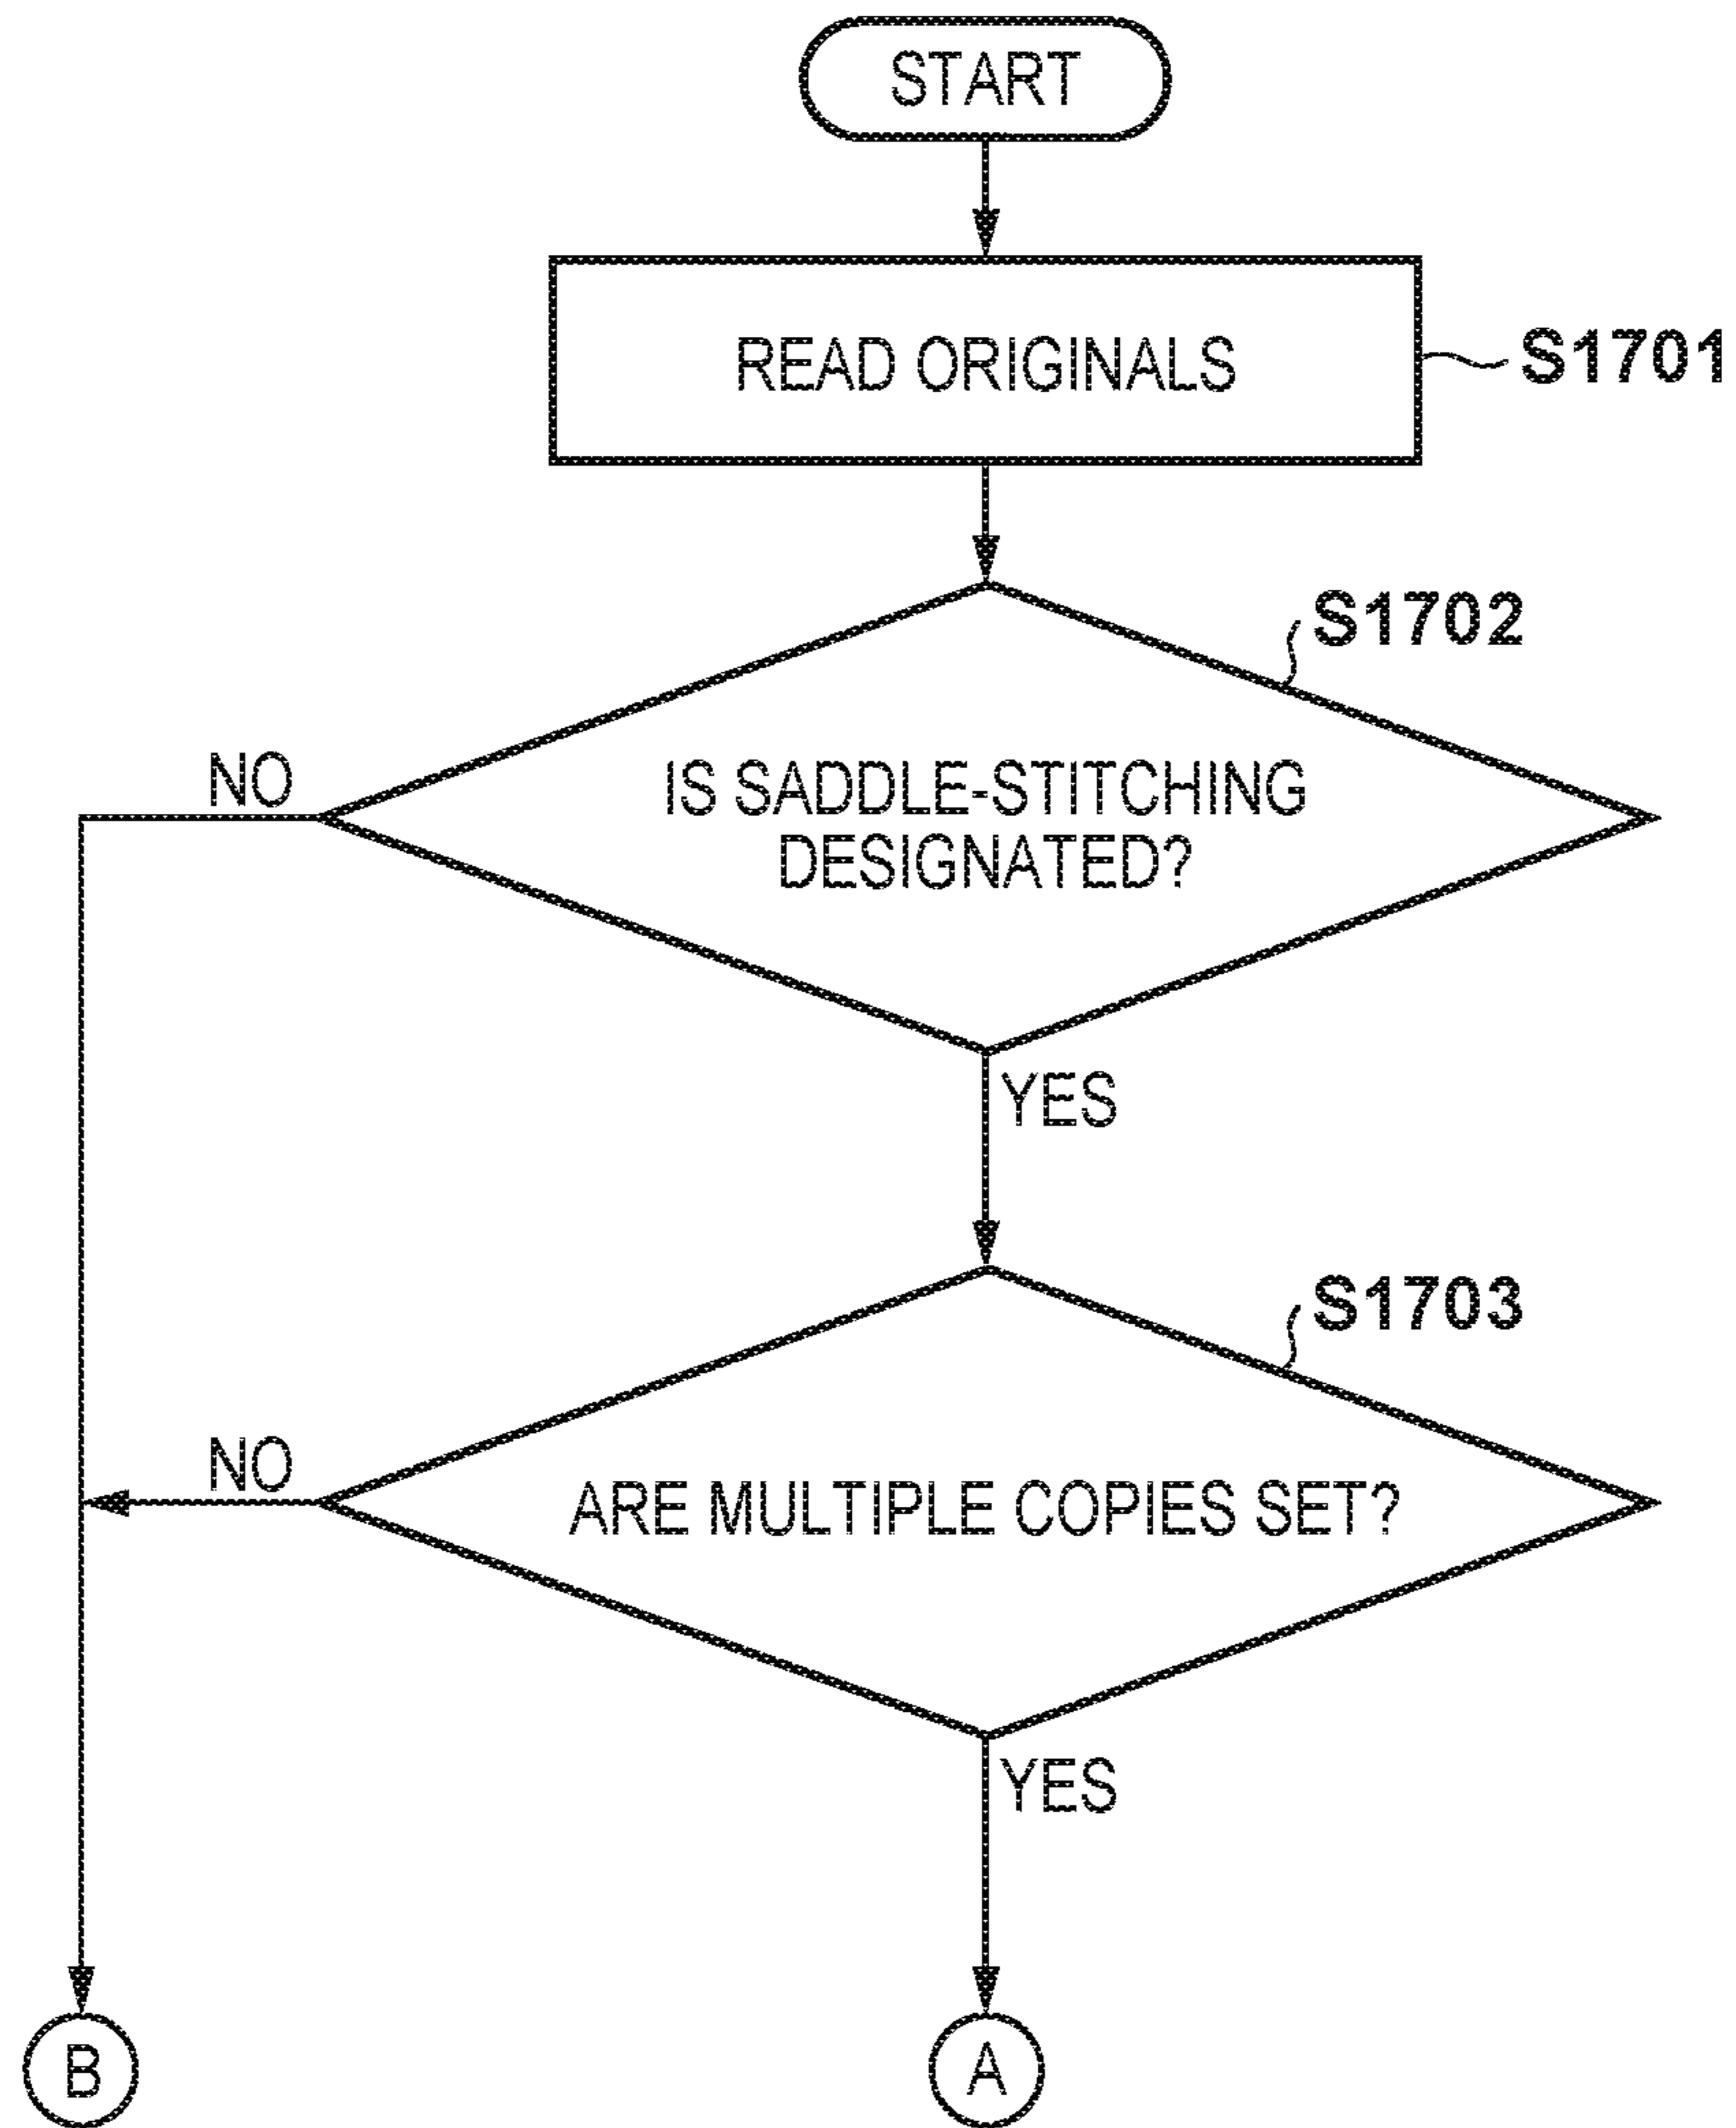 START
READ ORIGINALS
S1701
S1702
NO
IS SADDLE-STITCHING
DESIGNATED?
YES
S1703
NO
ARE MULTIPLE COPIES SET?
YES
B
A